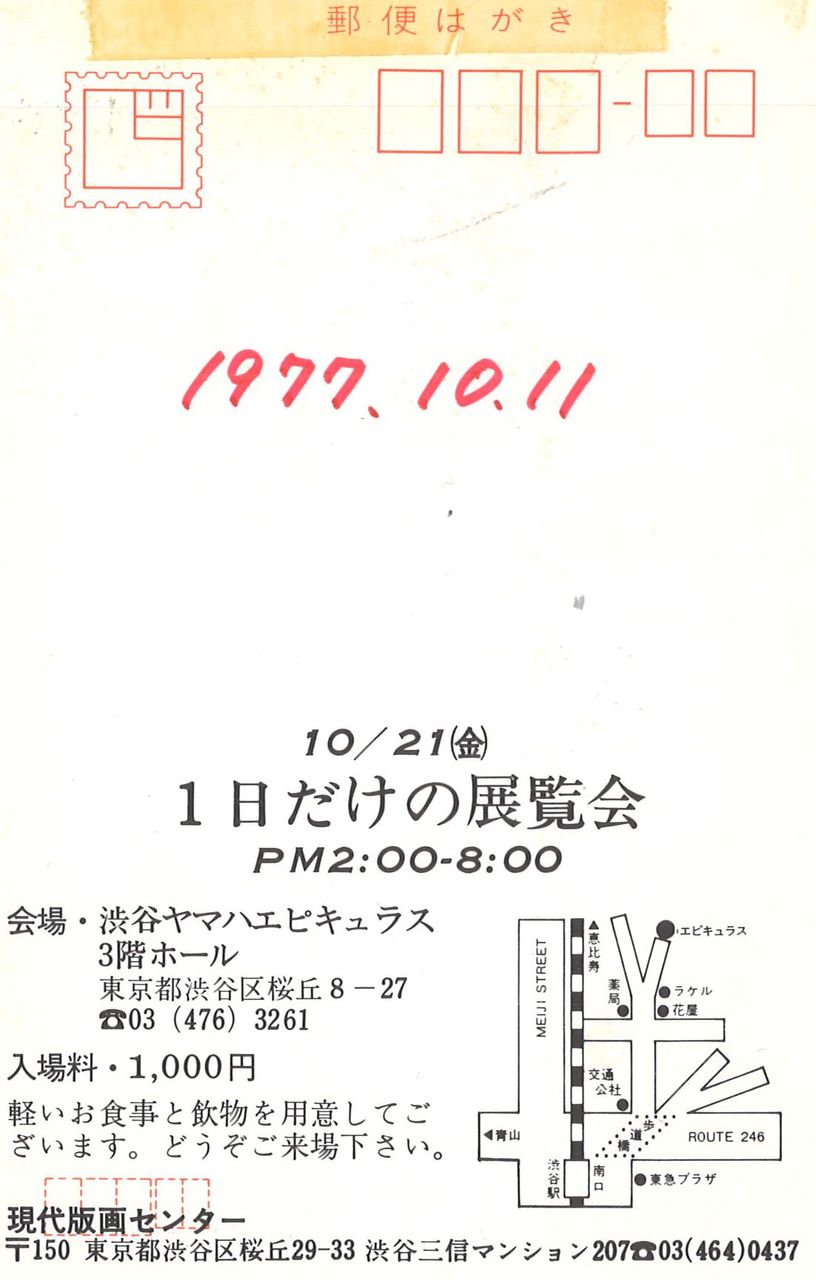 郵便はがき
1977.10.11
10/21㈮
1日だけの展覧会
PM2:00-8:00
会場・渋谷ヤマハエピキュラス
3階ホール
東京都渋谷区桜丘8－27
☎03（476）3261
入場料・1,000円
軽いお食事と飲物を用意してご
ざいます。どうぞご来場下さい。
▲恵比寿
MEIJI STREET
エピキュラス
薬局
ラケル
花屋
交通
公社
◀青山
歩道橋
ROUTE 246
渋谷駅
南口
東急プラザ
現代版画センター
〒150 東京都渋谷区桜丘29-33 渋谷三信マンション207☎03(464)0437